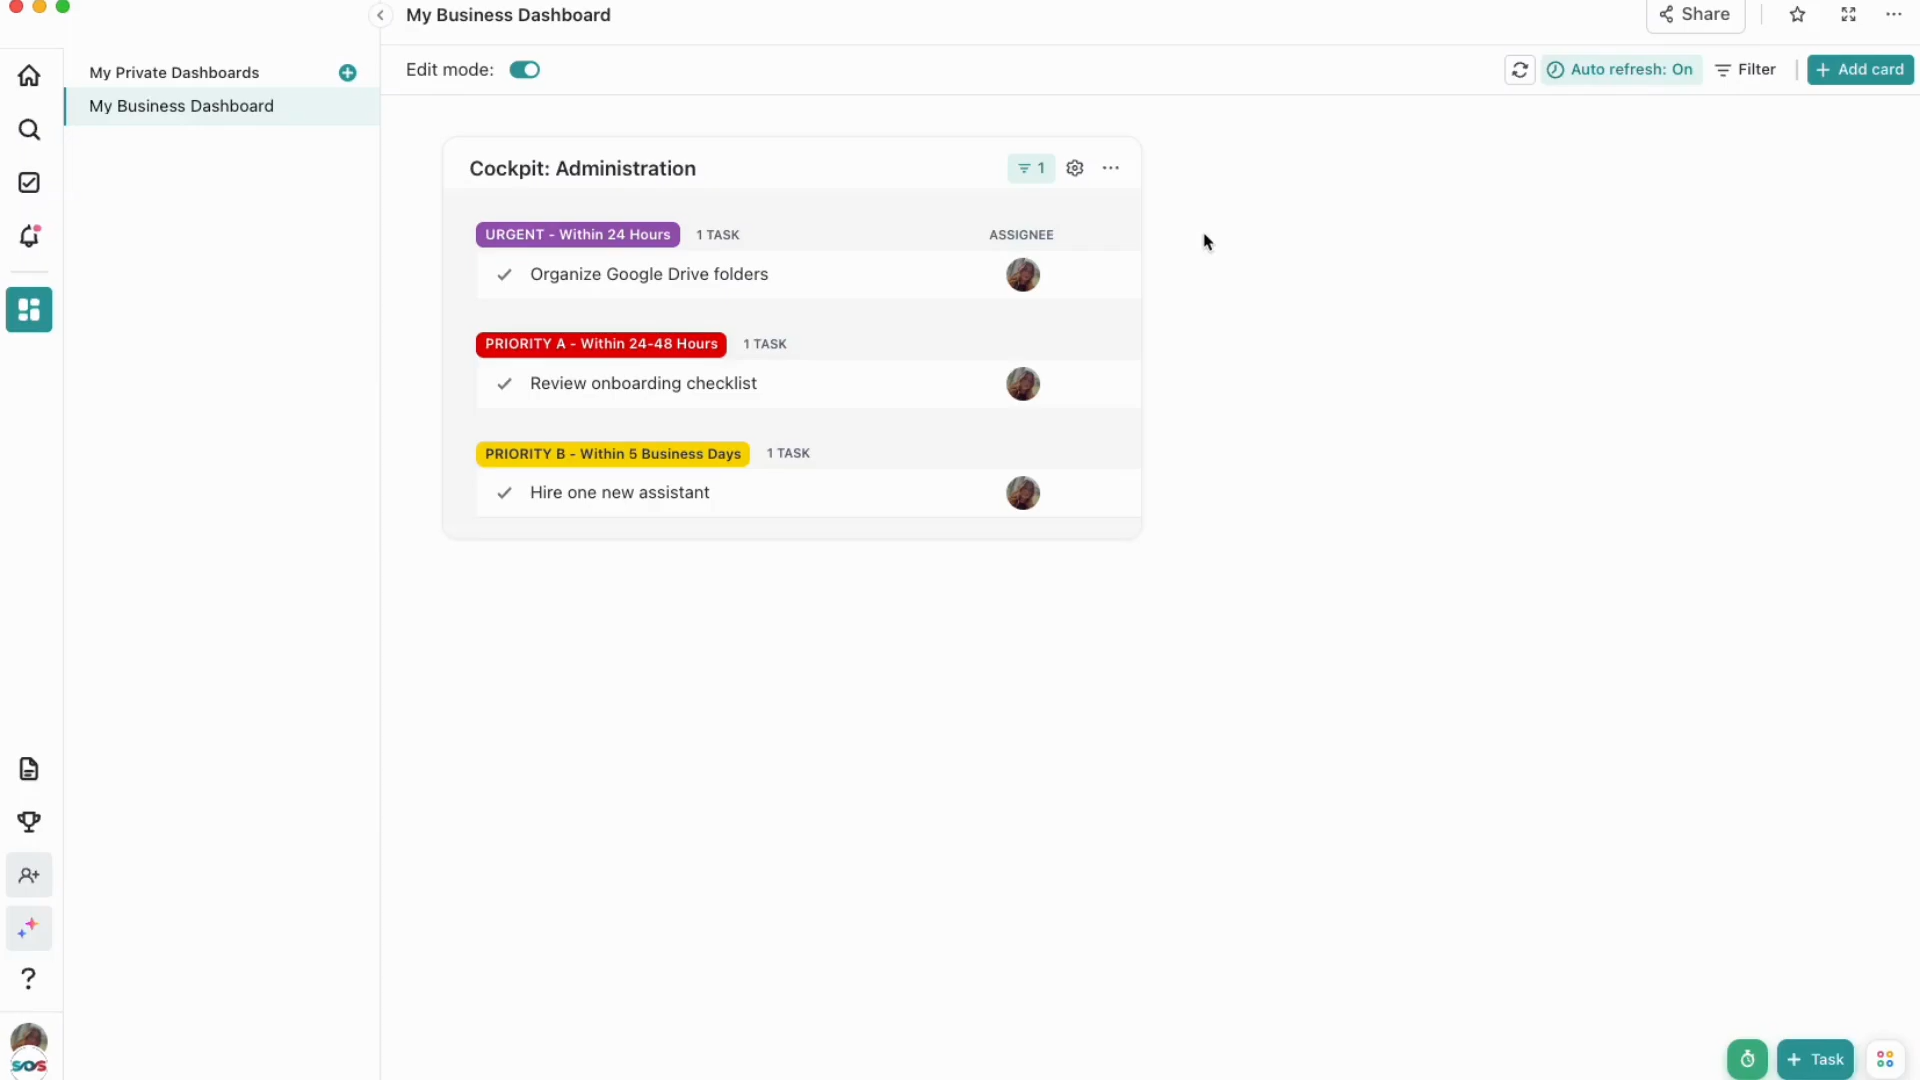 My Business Dashboard
Share
My Private Dashboards
My Business Dashboard
Edit mode:
Auto refresh: On
Filter
+ Add card
Cockpit: Administration
1
URGENT - Within 24 Hours 1 TASK ASSIGNEE
Organize Google Drive folders
PRIORITY A - Within 24-48 Hours 1 TASK
Review onboarding checklist
PRIORITY B - Within 5 Business Days 1 TASK
Hire one new assistant
SOS
+ Task